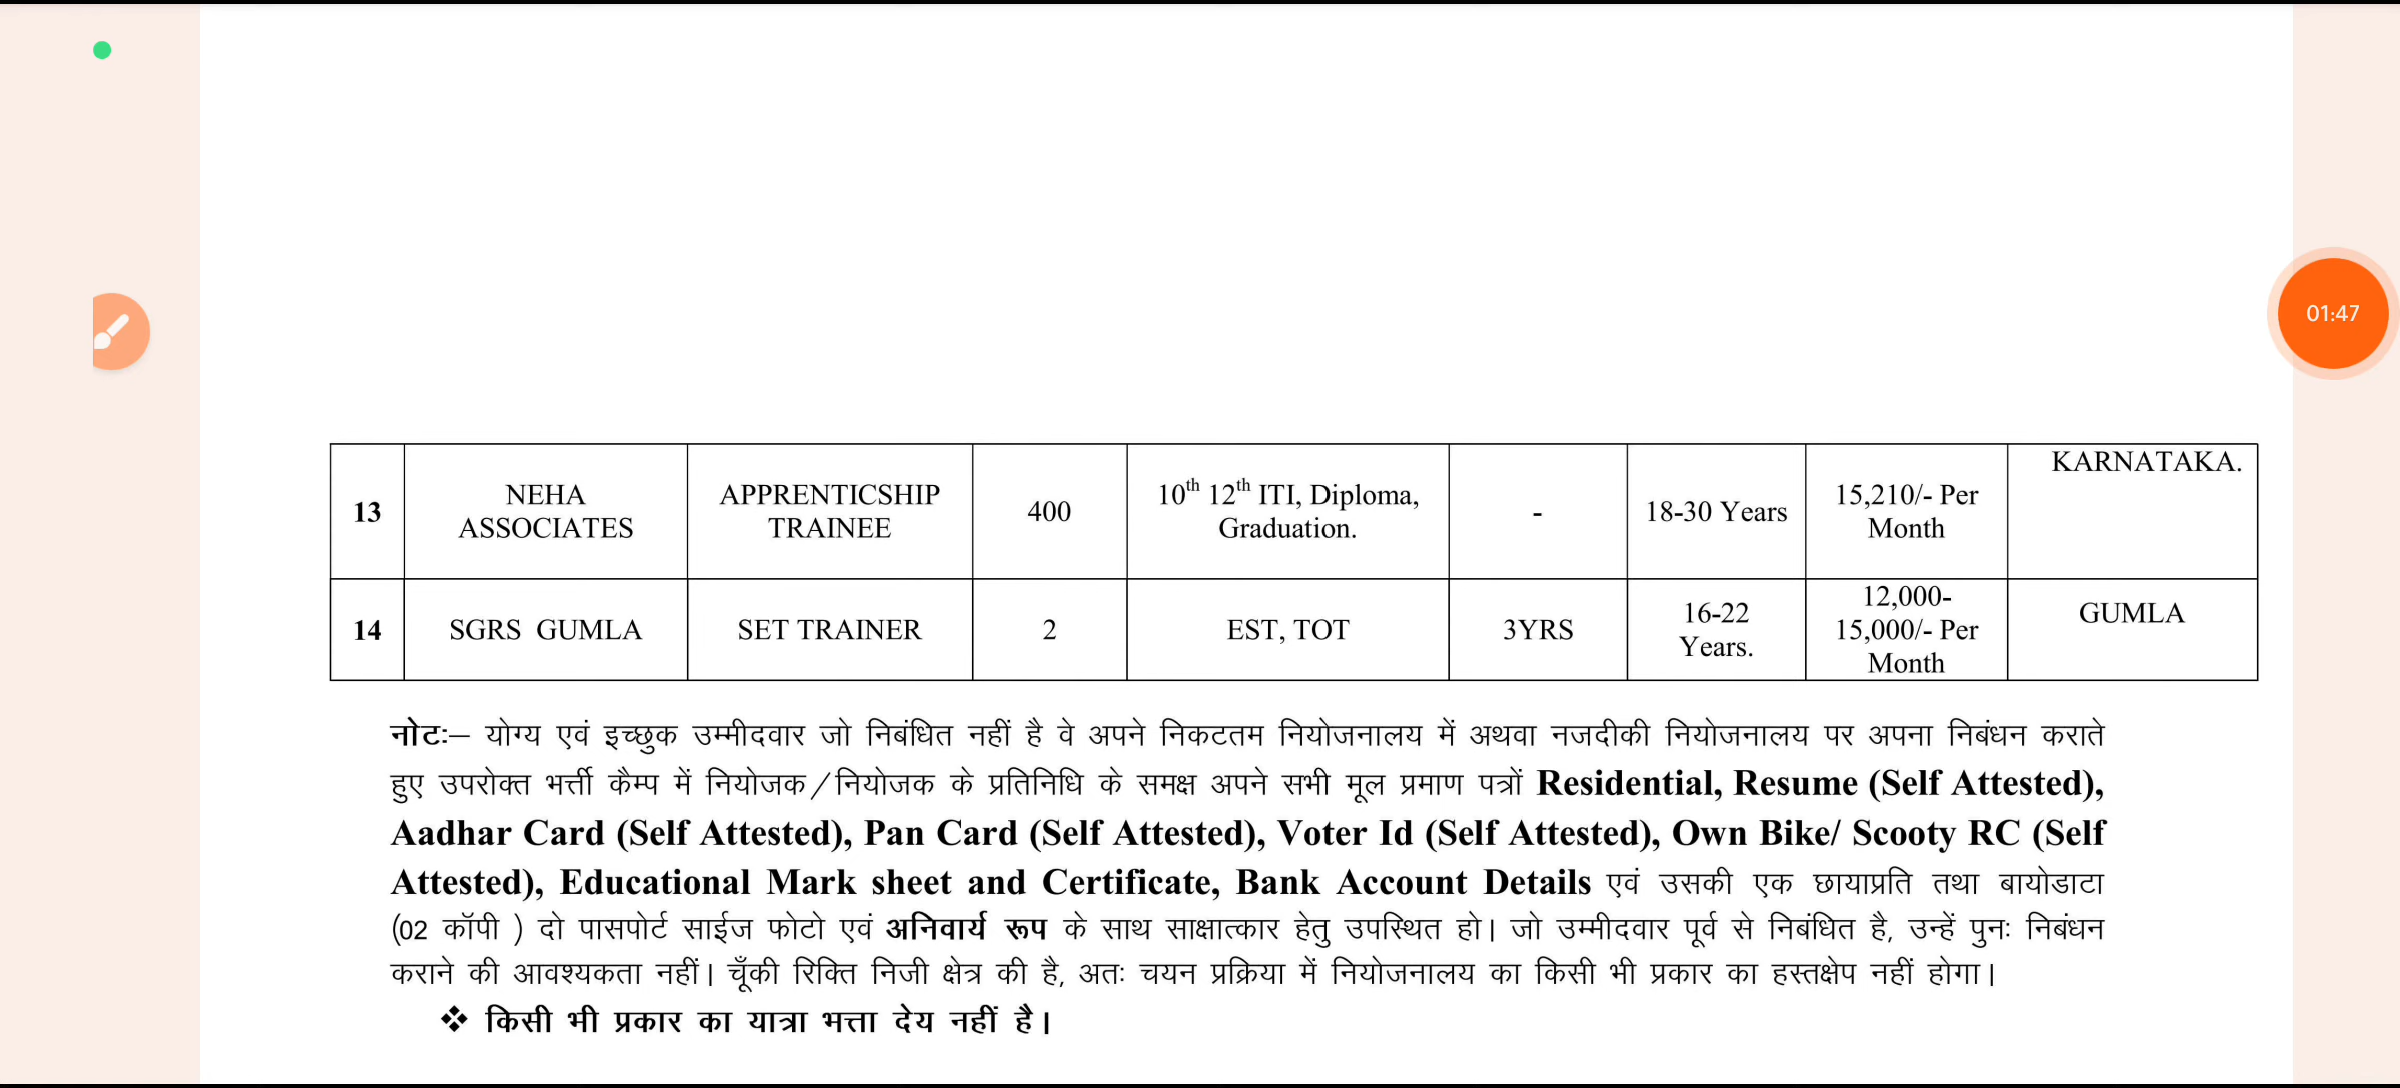 01:47
13 NEHA ASSOCIATES APPRENTICSHIP TRAINEE 400 10th 12th ITI, Diploma, Graduation. - 18-30 Years 15,210/- Per Month KARNATAKA.
14 SGRS GUMLA SET TRAINER 2 EST, TOT 3YRS 16-22 Years. 12,000-15,000/- Per Month GUMLA
नोटः– योग्य एवं इच्छुक उम्मीदवार जो निबंधित नहीं है वे अपने निकटतम नियोजनालय में अथवा नजदीकी नियोजनालय पर अपना निबंधन कराते
हुए उपरोक्त भर्त्ती कैम्प में नियोजक/नियोजक के प्रतिनिधि के समक्ष अपने सभी मूल प्रमाण पत्रों Residential, Resume (Self Attested),
Aadhar Card (Self Attested), Pan Card (Self Attested), Voter Id (Self Attested), Own Bike/ Scooty RC (Self
Attested), Educational Mark sheet and Certificate, Bank Account Details एवं उसकी एक छायाप्रति तथा बायोडाटा
(02 कॉपी ) दो पासपोर्ट साईज फोटो एवं अनिवार्य रूप के साथ साक्षात्कार हेतु उपस्थित हो। जो उम्मीदवार पूर्व से निबंधित है, उन्हें पुनः निबंधन
कराने की आवश्यकता नहीं। चूँकी रिक्ति निजी क्षेत्र की है, अतः चयन प्रक्रिया में नियोजनालय का किसी भी प्रकार का हस्तक्षेप नहीं होगा।
❖ किसी भी प्रकार का यात्रा भत्ता देय नहीं है।